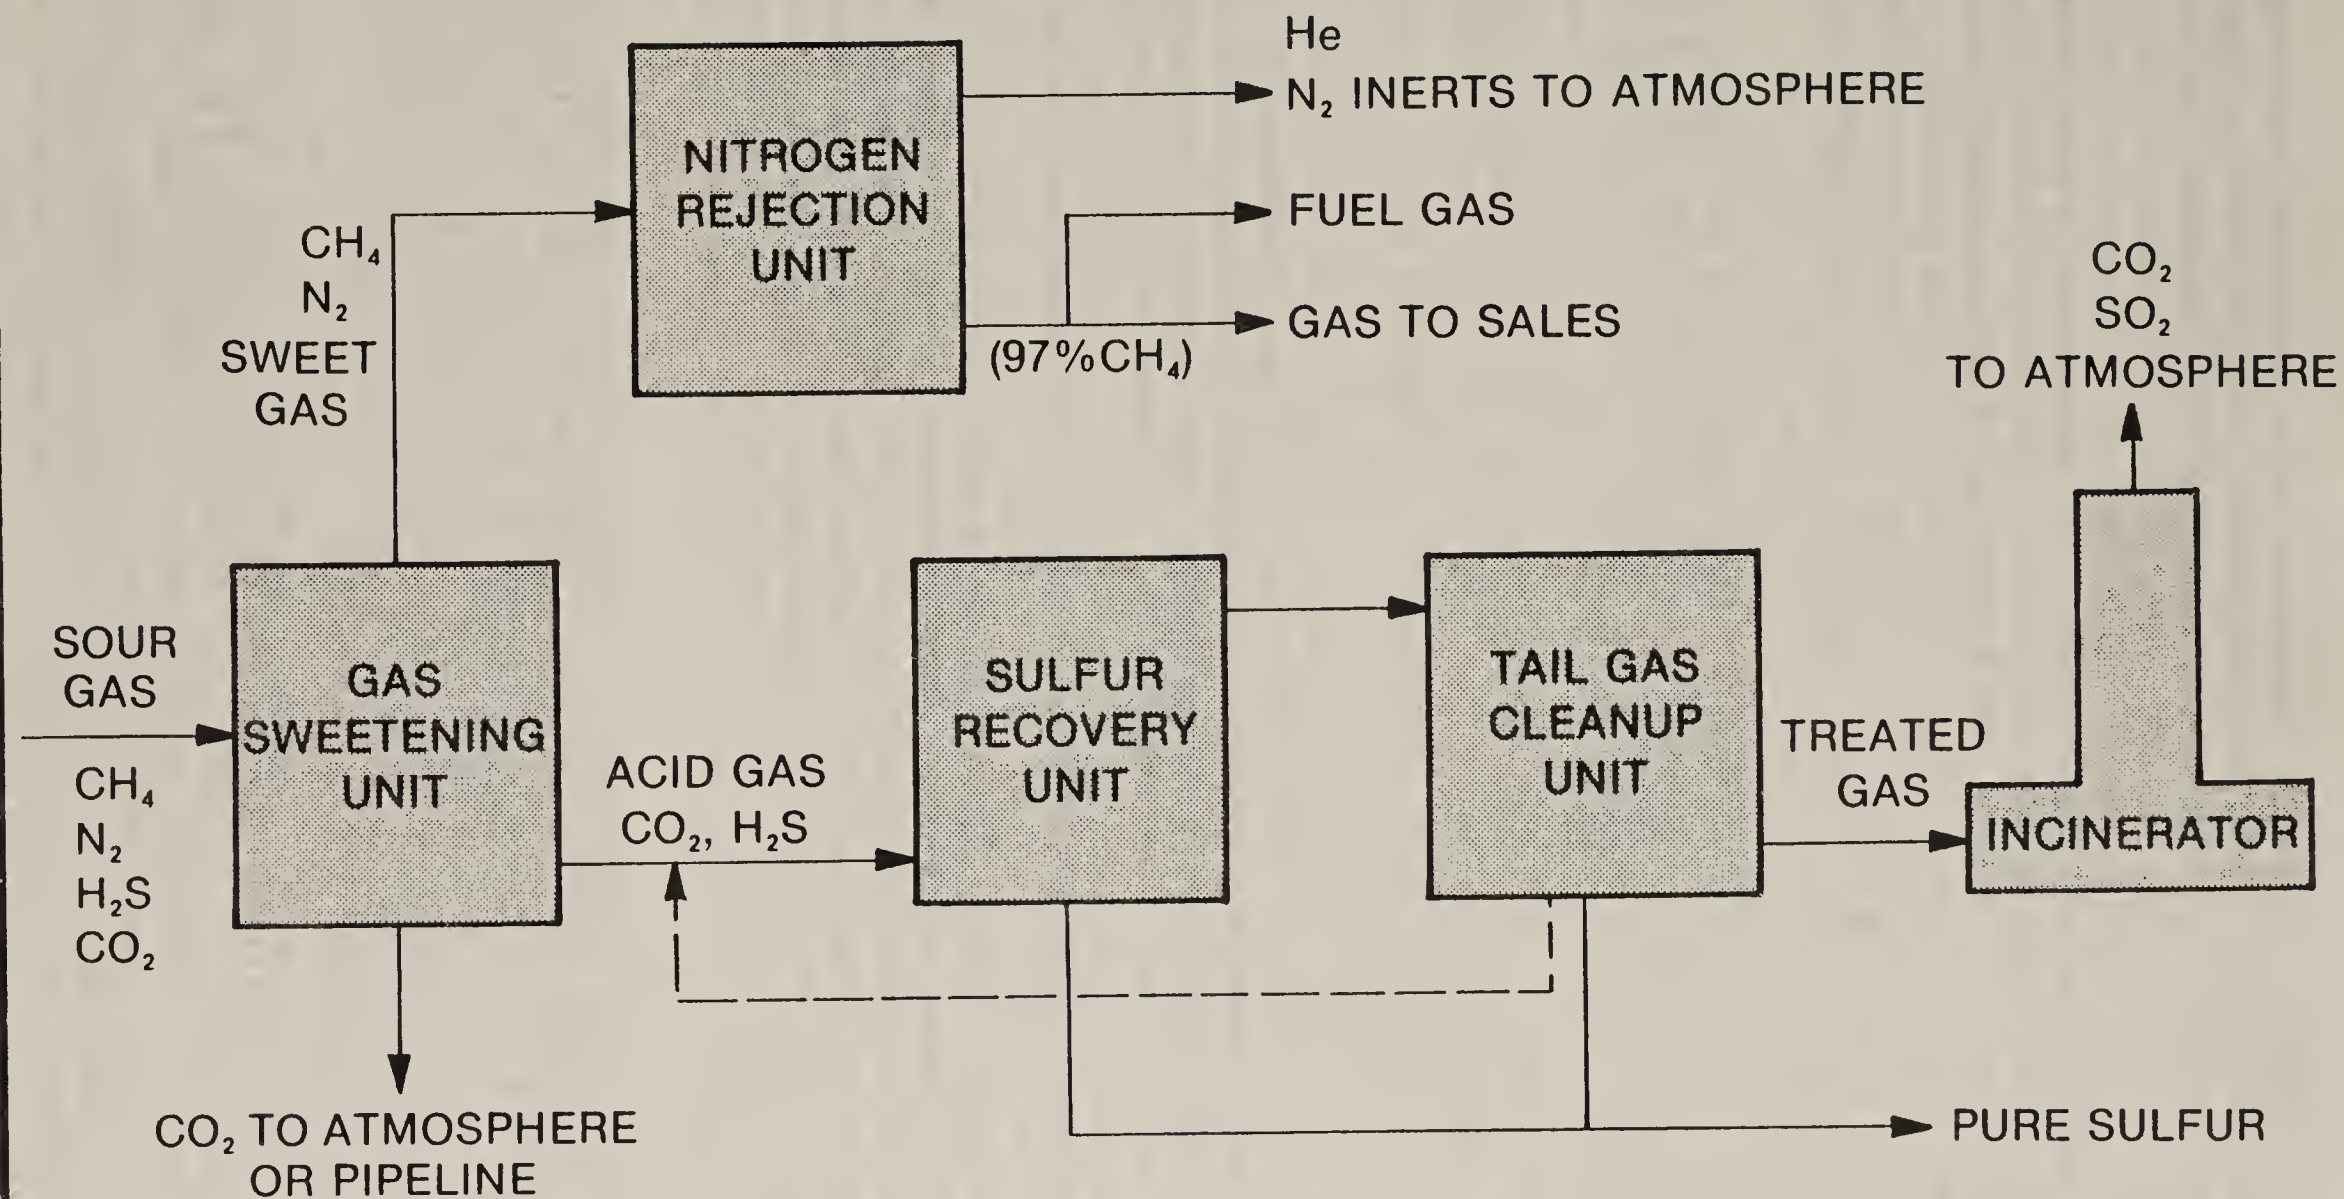 He
N₂ INERTS TO ATMOSPHERE
NITROGEN
REJECTION
UNIT
FUEL GAS
GAS TO SALES
(97%CH₄)
CH₄
N₂
SWEET
GAS
CO₂
SO₂
TO ATMOSPHERE
SOUR
GAS
CH₄
N₂
H₂S
CO₂
GAS
SWEETENING
UNIT
ACID GAS
CO₂, H₂S
SULFUR
RECOVERY
UNIT
TAIL GAS
CLEANUP
UNIT
TREATED
GAS
INCINERATOR
CO₂ TO ATMOSPHERE
OR PIPELINE
PURE SULFUR